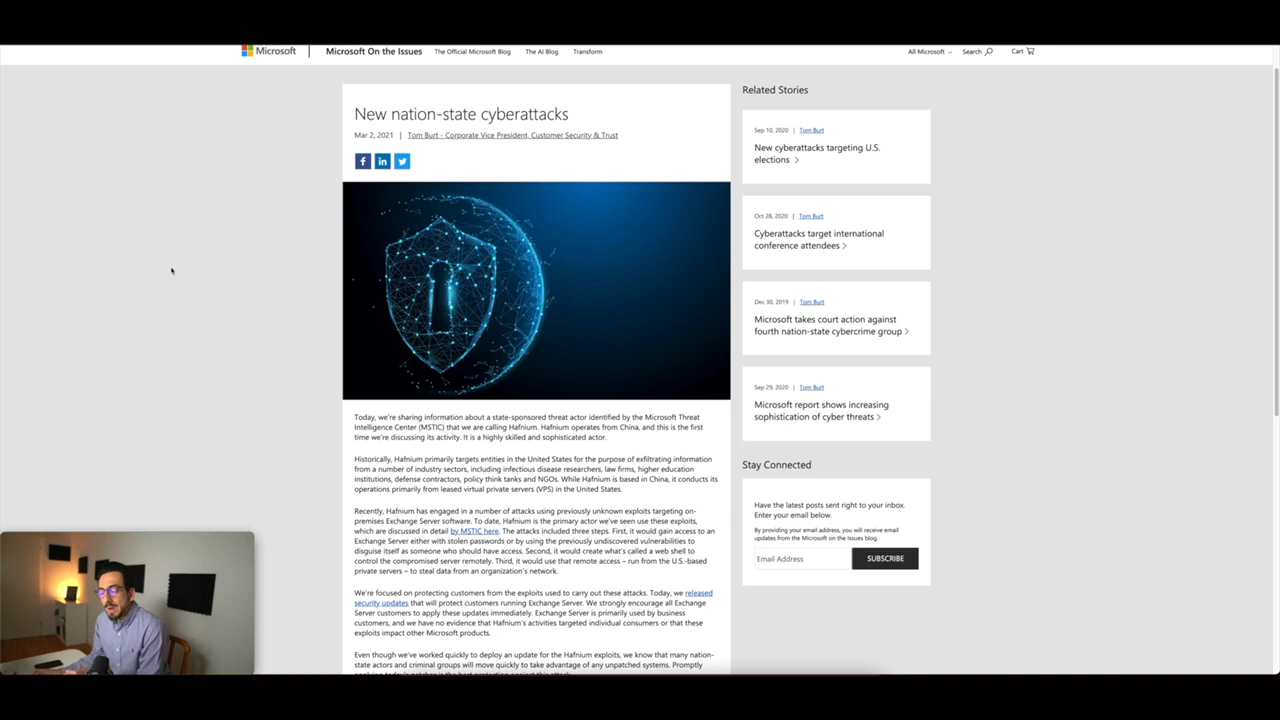 Microsoft
Microsoft On the Issues
The Official Microsoft Blog
The AI Blog
Transform
All Microsoft
Search
Cart
New nation-state cyberattacks
Mar 2, 2021 | Tom Burt - Corporate Vice President, Customer Security & Trust
Today, we're sharing information about a state-sponsored threat actor identified by the Microsoft Threat
Intelligence Center (MSTIC) that we are calling Hafnium. Hafnium operates from China, and this is the first
time we're discussing its activity. It is a highly skilled and sophisticated actor.
Historically, Hafnium primarily targets entities in the United States for the purpose of exfiltrating information
from a number of industry sectors, including infectious disease researchers, law firms, higher education
institutions, defense contractors, policy think tanks and NGOs. While Hafnium is based in China, it conducts its
operations primarily from leased virtual private servers (VPS) in the United States.
Recently, Hafnium has engaged in a number of attacks using previously unknown exploits targeting on-
premises Exchange Server software. To date, Hafnium is the primary actor we've seen use these exploits,
which are discussed in detail by MSTIC here. The attacks included three steps. First, it would gain access to an
Exchange Server either with stolen passwords or by using the previously undiscovered vulnerabilities to
disguise itself as someone who should have access. Second, it would create what's called a web shell to
control the compromised server remotely. Third, it would use that remote access – run from the U.S.-based
private servers – to steal data from an organization's network.
We're focused on protecting customers from the exploits used to carry out these attacks. Today, we released
security updates that will protect customers running Exchange Server. We strongly encourage all Exchange
Server customers to apply these updates immediately. Exchange Server is primarily used by business
customers, and we have no evidence that Hafnium's activities targeted individual consumers or that these
exploits impact other Microsoft products.
Even though we've worked quickly to deploy an update for the Hafnium exploits, we know that many nation-
state actors and criminal groups will move quickly to take advantage of any unpatched systems. Promptly
Related Stories
Sep 10, 2020 | Tom Burt
New cyberattacks targeting U.S.
elections
Oct 28, 2020 | Tom Burt
Cyberattacks target international
conference attendees
Dec 30, 2019 | Tom Burt
Microsoft takes court action against
fourth nation-state cybercrime group
Sep 29, 2020 | Tom Burt
Microsoft report shows increasing
sophistication of cyber threats
Stay Connected
Have the latest posts sent right to your inbox.
Enter your email below.
By providing your email address, you will receive email
updates from the Microsoft on the Issues blog.
Email Address
SUBSCRIBE